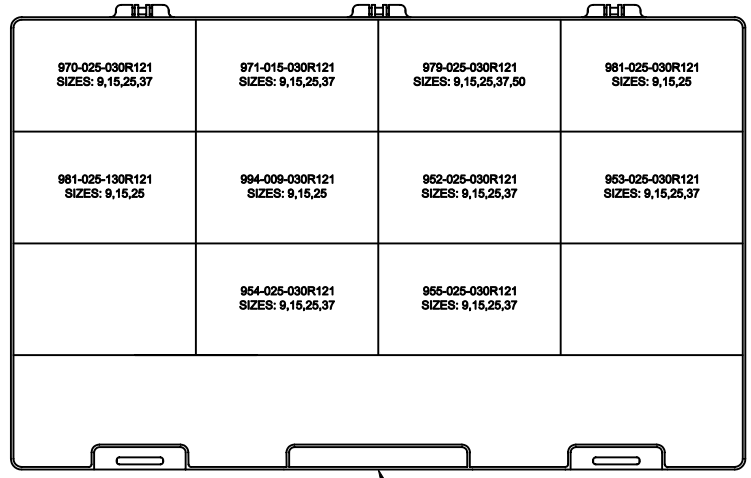 970-025-030R121
SIZES: 9,15,25,37
971-015-030R121
SIZES: 9,15,25,37
979-025-030R121
SIZES: 9,15,25,37,50
981-025-030R121
SIZES: 9,15,25
981-025-130R121
SIZES: 9,15,25
994-009-030R121
SIZES: 9,15,25
952-025-030R121
SIZES: 9,15,25,37
953-025-030R121
SIZES: 9,15,25,37
954-025-030R121
SIZES: 9,15,25,37
955-025-030R121
SIZES: 9,15,25,37